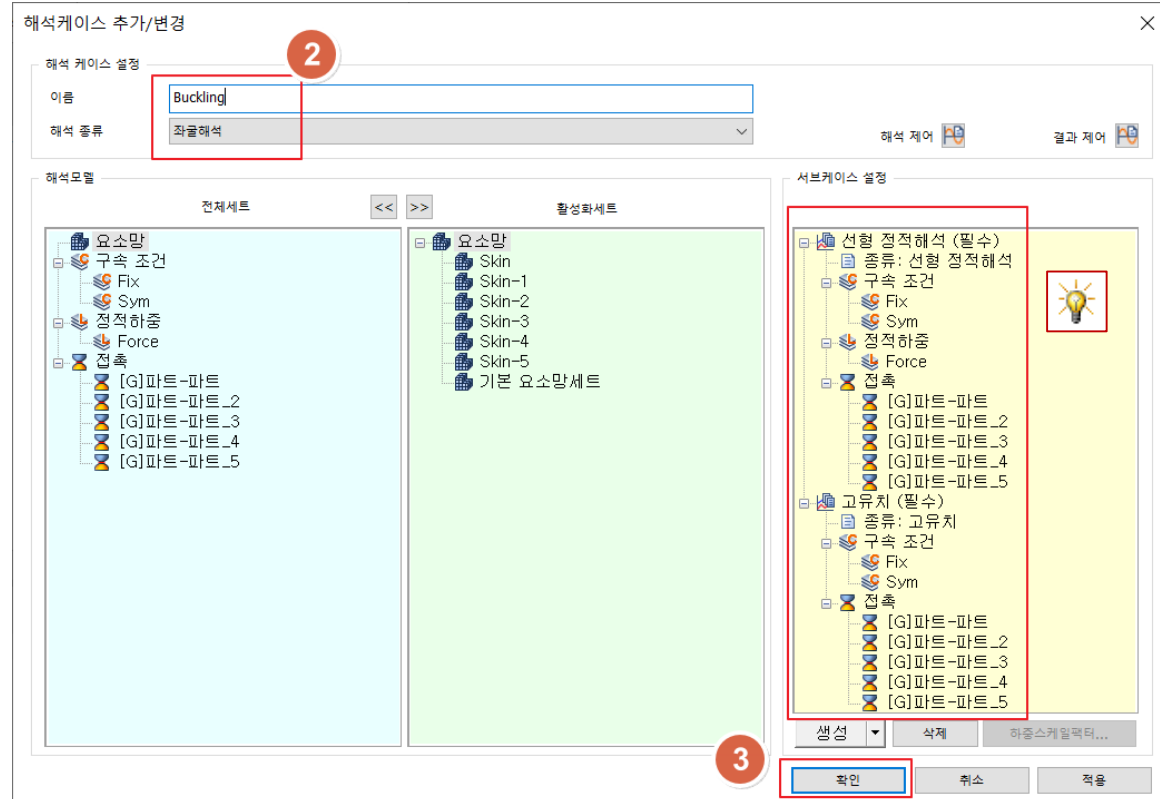 해석케이스 추가/변경
2
해석 케이스 설정
이름
Buckling
해석 종류
좌굴해석
해석 제어
결과 제어
해석모델
전체세트
<<
>>
활성화세트
요소망
구속 조건
Fix
Sym
정적하중
Force
접촉
[G]파트-파트
[G]파트-파트_2
[G]파트-파트_3
[G]파트-파트_4
[G]파트-파트_5
요소망
Skin
Skin-1
Skin-2
Skin-3
Skin-4
Skin-5
기본 요소망세트
서브케이스 설정
선형 정적해석 (필수)
종류: 선형 정적해석
구속 조건
Fix
Sym
정적하중
Force
접촉
[G]파트-파트
[G]파트-파트_2
[G]파트-파트_3
[G]파트-파트_4
[G]파트-파트_5
고유치 (필수)
종류: 고유치
구속 조건
Fix
Sym
접촉
[G]파트-파트
[G]파트-파트_2
[G]파트-파트_3
[G]파트-파트_4
[G]파트-파트_5
생성
삭제
하중스케일팩터...
3
확인
취소
적용